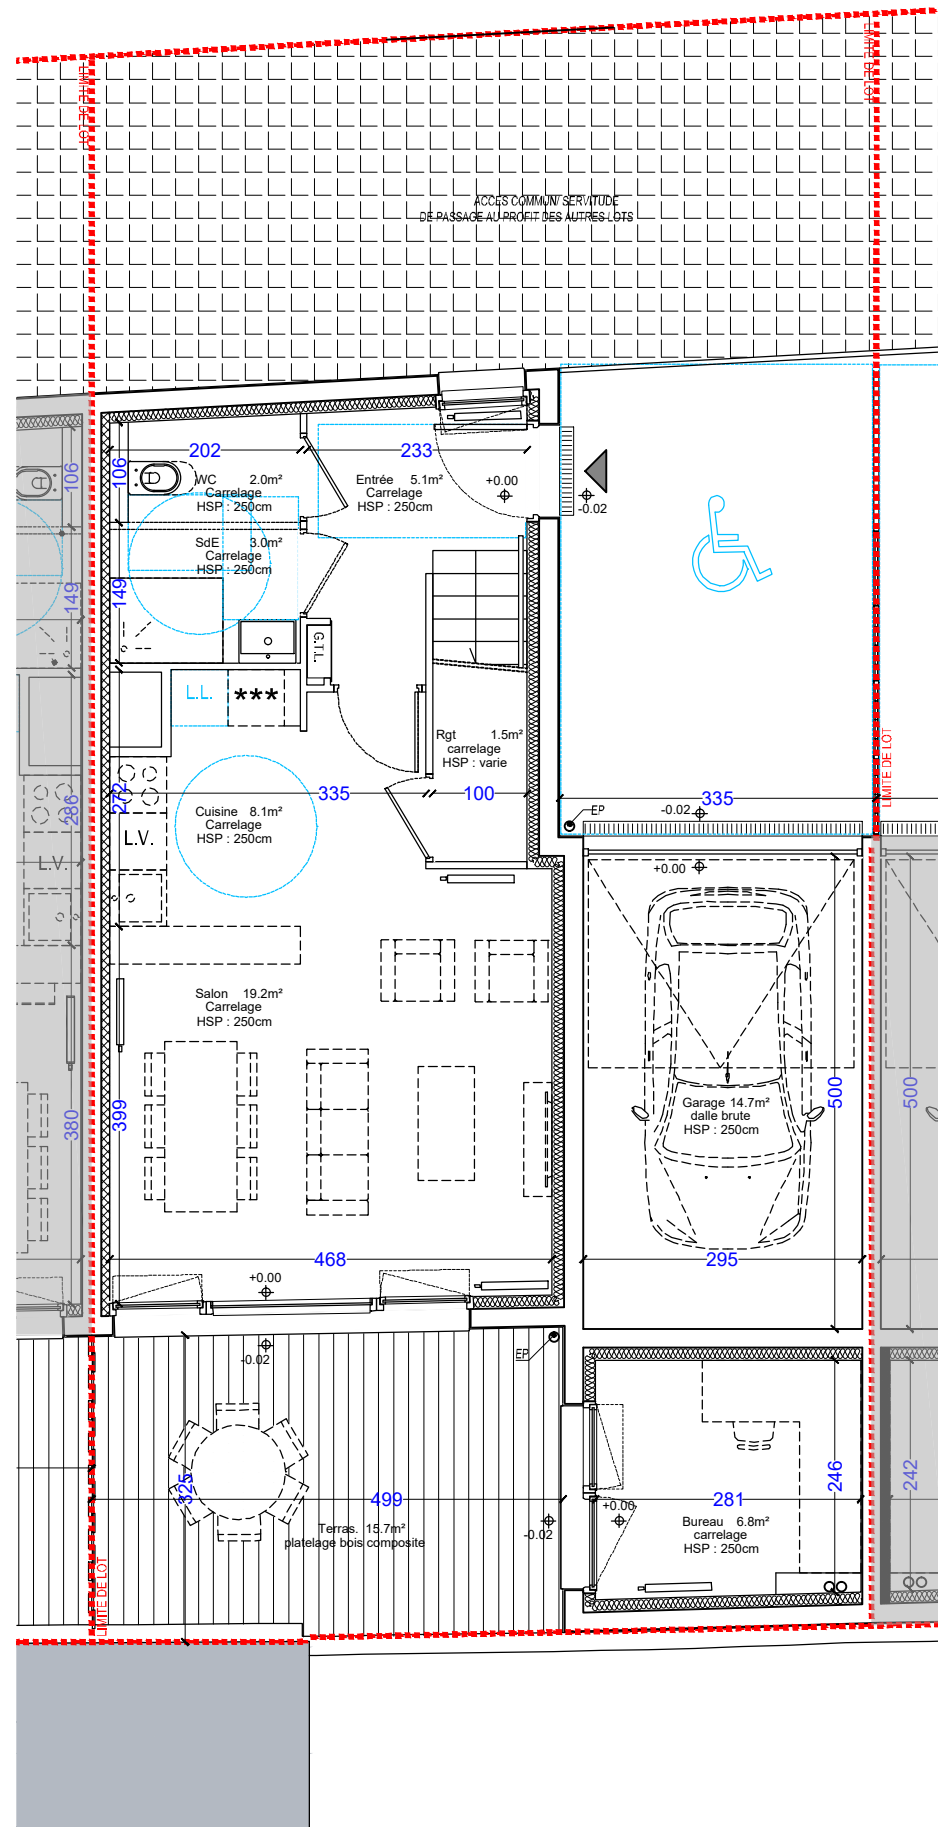 LIMITE DE LOT
LIMITE DE LOT
ACCES COMMUN/ SERVITUDE
DE PASSAGE AU PROFIT DES AUTRES LOTS
202
233
106
106
WC 2.0m²
Carrelage
HSP : 250cm
Entrée 5.1m²
Carrelage
HSP : 250cm
+0.00
-0.02
SdE 3.0m²
Carrelage
HSP : 250cm
149
149
G.T.L.
L.L.
***
Rgt 1.5m²
carrelage
HSP : varie
LIMITE DE LOT
272
335
100
335
286
Cuisine 8.1m²
Carrelage
HSP : 250cm
EP
-0.02
L.V.
L.V.
+0.00
Salon 19.2m²
Carrelage
HSP : 250cm
399
380
Garage 14.7m²
dalle brute
HSP : 250cm
500
500
468
295
+0.00
-0.02
EP
325
499
281
246
242
+0.00
-0.02
Terras. 15.7m²
platelage bois composite
Bureau 6.8m²
carrelage
HSP : 250cm
LIMITE DE LOT